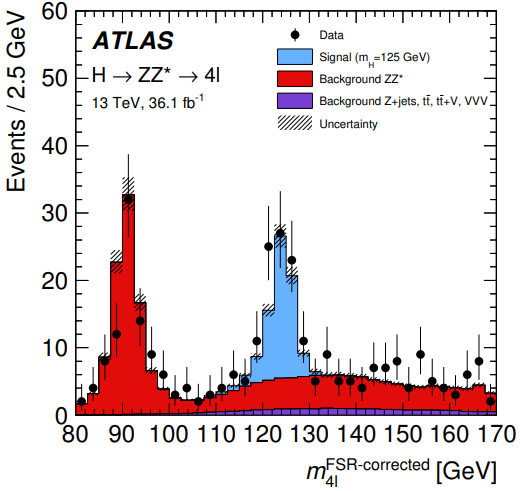 60
50
40
30
20
10
0
Events / 2.5 GeV
ATLAS
H → ZZ* → 4l
13 TeV, 36.1 fb⁻¹
Data
Signal (m_H=125 GeV)
Background ZZ*
Background Z+jets, tt̄, tt̄+V, VVV
Uncertainty
80 90 100 110 120 130 140 150 160 170
m_4l^FSR-corrected [GeV]